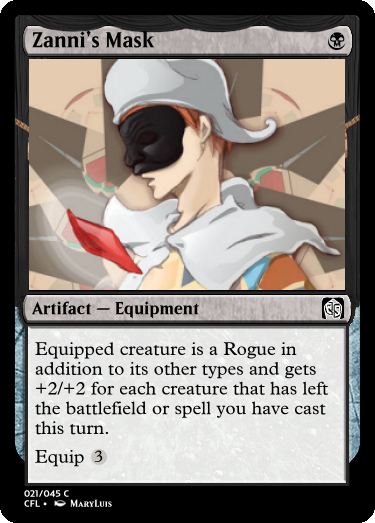 Zanni's Mask
Artifact — Equipment
Equipped creature is a Rogue in
addition to its other types and gets
+2/+2 for each creature that has left
the battlefield or spell you have cast
this turn.
Equip 3
021/045 C
CFL • MaryLuis